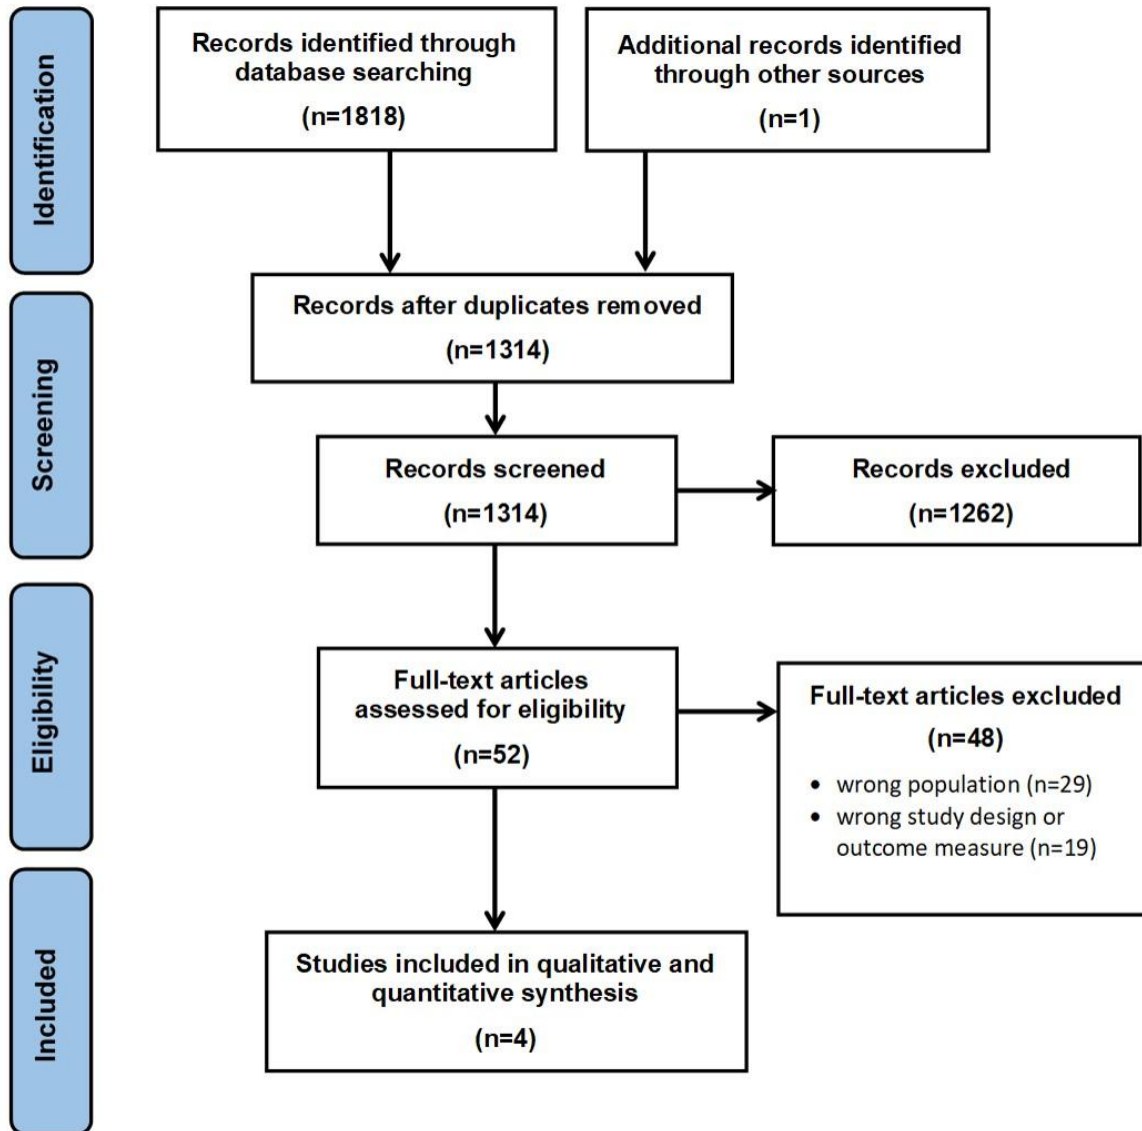 Identification
Records identified through
database searching
(n=1818)
Additional records identified
through other sources
(n=1)
Records after duplicates removed
(n=1314)
Screening
Records screened
(n=1314)
Records excluded
(n=1262)
Eligibility
Full-text articles
assessed for eligibility
(n=52)
Full-text articles excluded
(n=48)
• wrong population (n=29)
• wrong study design or
outcome measure (n=19)
Included
Studies included in qualitative and
quantitative synthesis
(n=4)